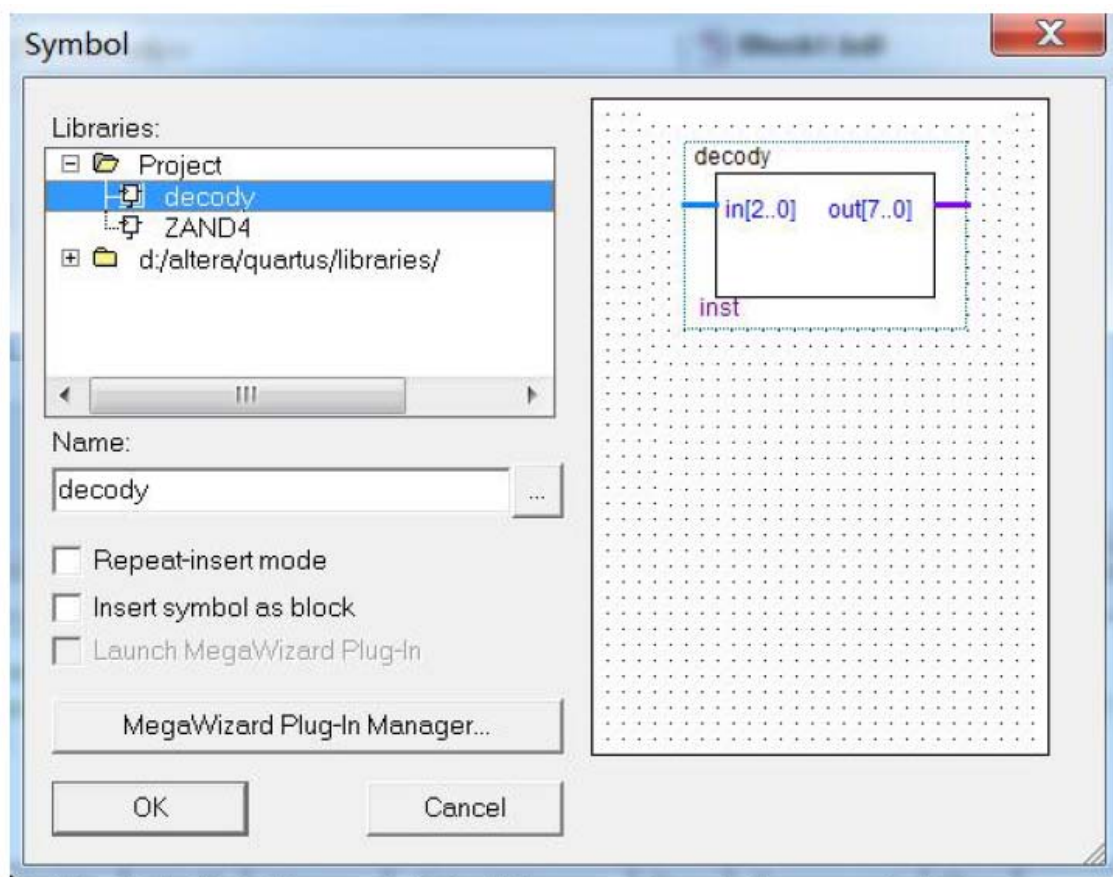 Symbol
Libraries:
Project
decody
ZAND4
d:/altera/quartus/libraries/
Name:
decody
...
Repeat-insert mode
Insert symbol as block
Launch MegaWizard Plug-In
MegaWizard Plug-In Manager...
OK
Cancel
decody
in[2..0] out[7..0]
inst